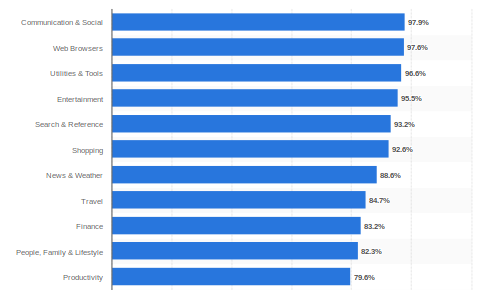 Communication & Social 97.9%
Web Browsers 97.6%
Utilities & Tools 96.6%
Entertainment 95.5%
Search & Reference 93.2%
Shopping 92.6%
News & Weather 88.6%
Travel 84.7%
Finance 83.2%
People, Family & Lifestyle 82.3%
Productivity 79.6%